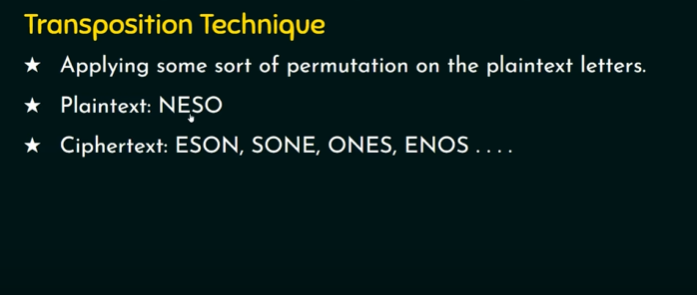 Transposition Technique
★ Applying some sort of permutation on the plaintext letters.
★ Plaintext: NESO
★ Ciphertext: ESON, SONE, ONES, ENOS . . . .